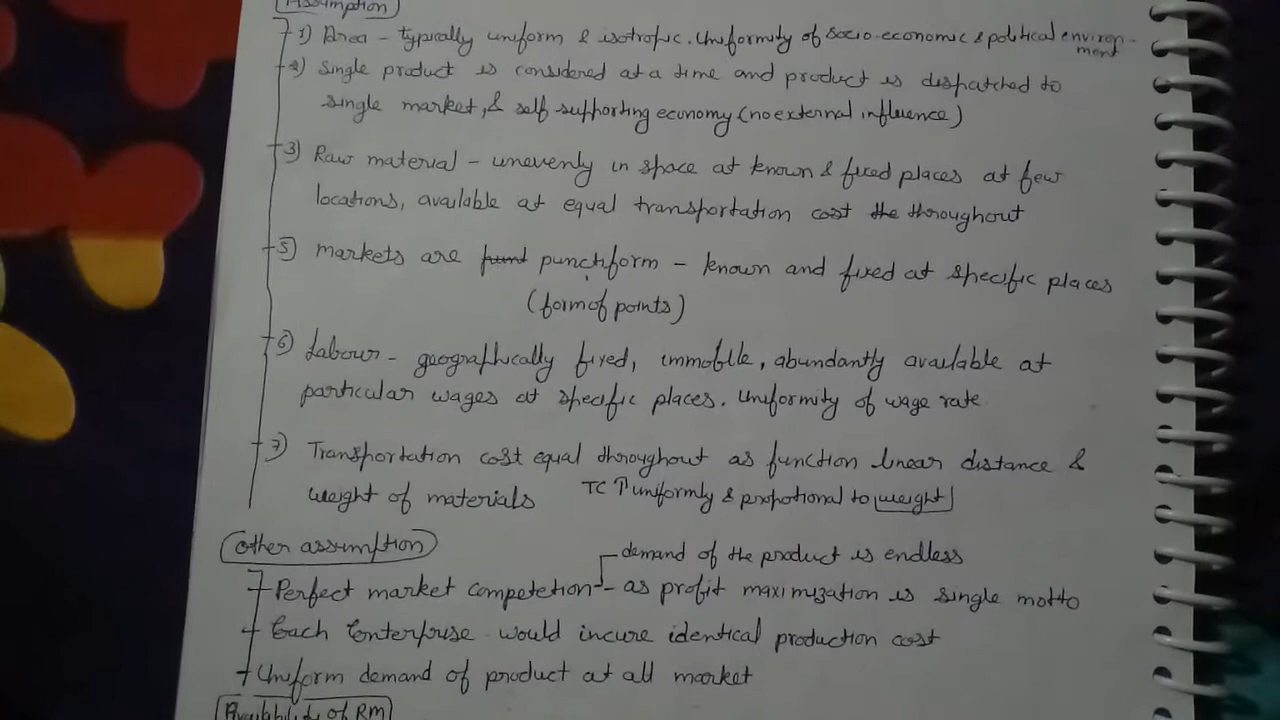 Assumption
1) Area - typically uniform & isotrofic. Uniformity of socio-economic & political environ-
ment
2) Single product is considered at a time and product is dispatched to
single market, & self supporting economy (no external influence)
3) Raw material - unevenly in space at known & fixed places at few
locations, available at equal transportation cost the throughout
5) markets are punctiform - known and fixed at specific places
(form of points)
6) Labour - geographically fixed, immobile, abundantly available at
particular wages at specific places. Uniformity of wage rate
7) Transportation cost equal throughout as function linear distance &
weight of materials TC ↑ uniformly & propotional to weight
Other assumption
demand of the product is endless
Perfect market competetion - as profit maximization is single motto
Each Enterprise would incure identical production cost
Uniform demand of product at all market
Availability of RM